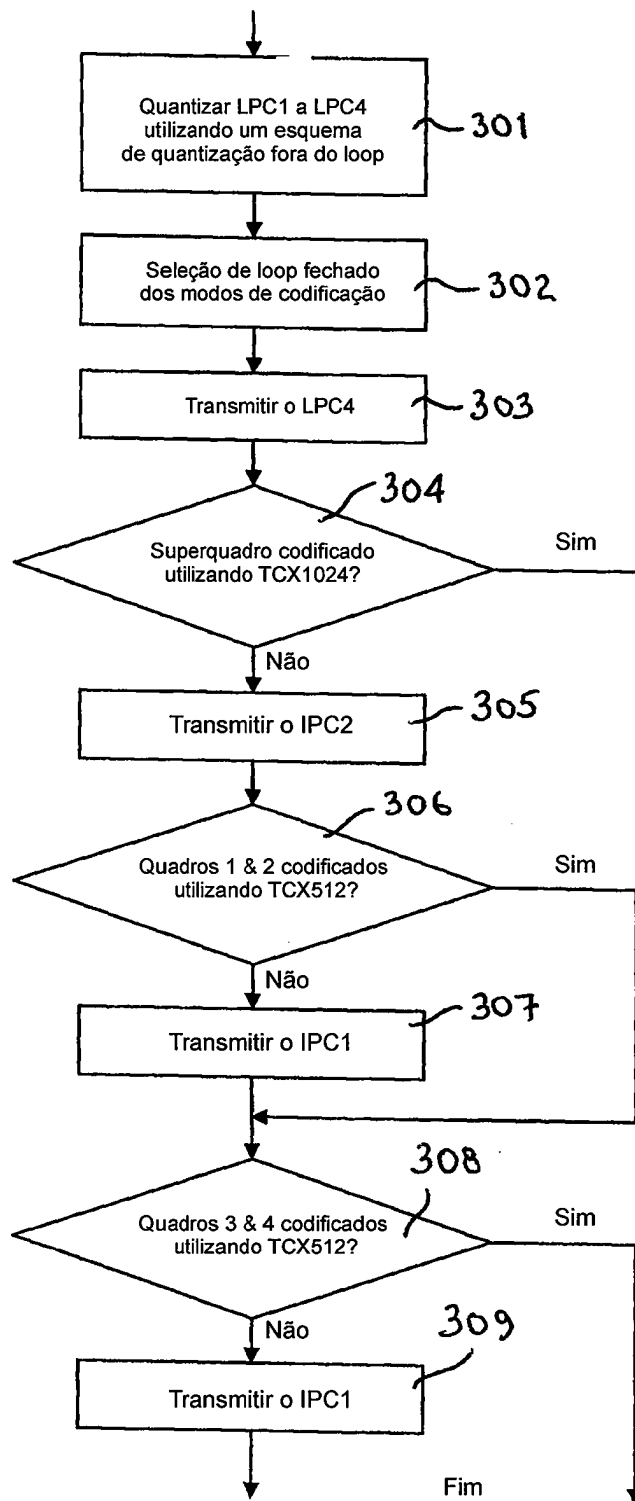 Quantizar LPC1 a LPC4
utilizando um esquema
de quantização fora do loop
301
Seleção de loop fechado
dos modos de codificação
302
Transmitir o LPC4
303
304
Superquadro codificado
utilizando TCX1024?
Sim
Não
Transmitir o IPC2
305
306
Quadros 1 & 2 codificados
utilizando TCX512?
Sim
Não
Transmitir o IPC1
307
308
Quadros 3 & 4 codificados
utilizando TCX512?
Sim
Não
309
Transmitir o IPC1
Fim